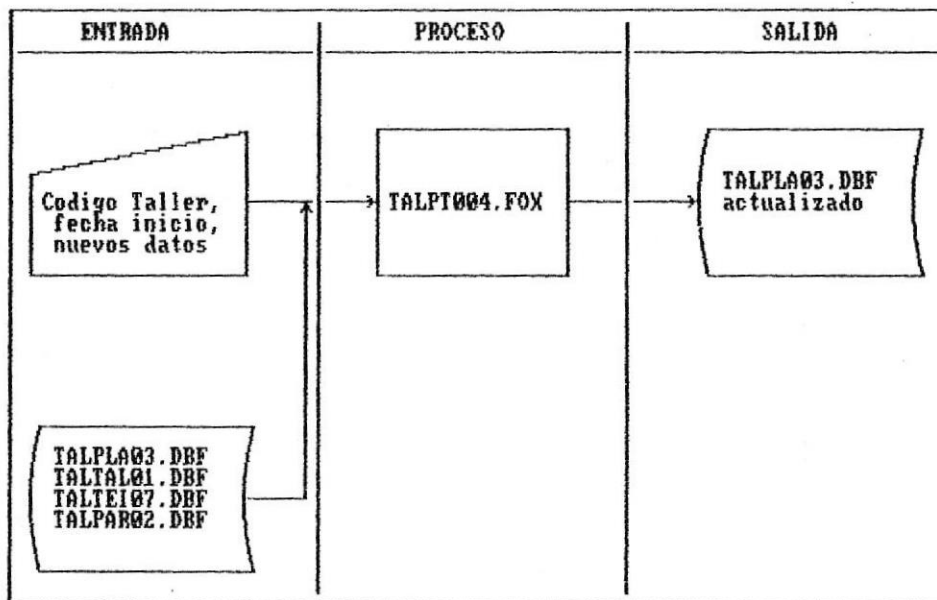 ENTRADA
PROCESO
SALIDA
Codigo Taller,
fecha inicio,
nuevos datos
TALPT004.FOX
TALPLA03.DBF
actualizado
TALPLA03.DBF
TALTAL01.DBF
TALTEI07.DBF
TALPAR02.DBF